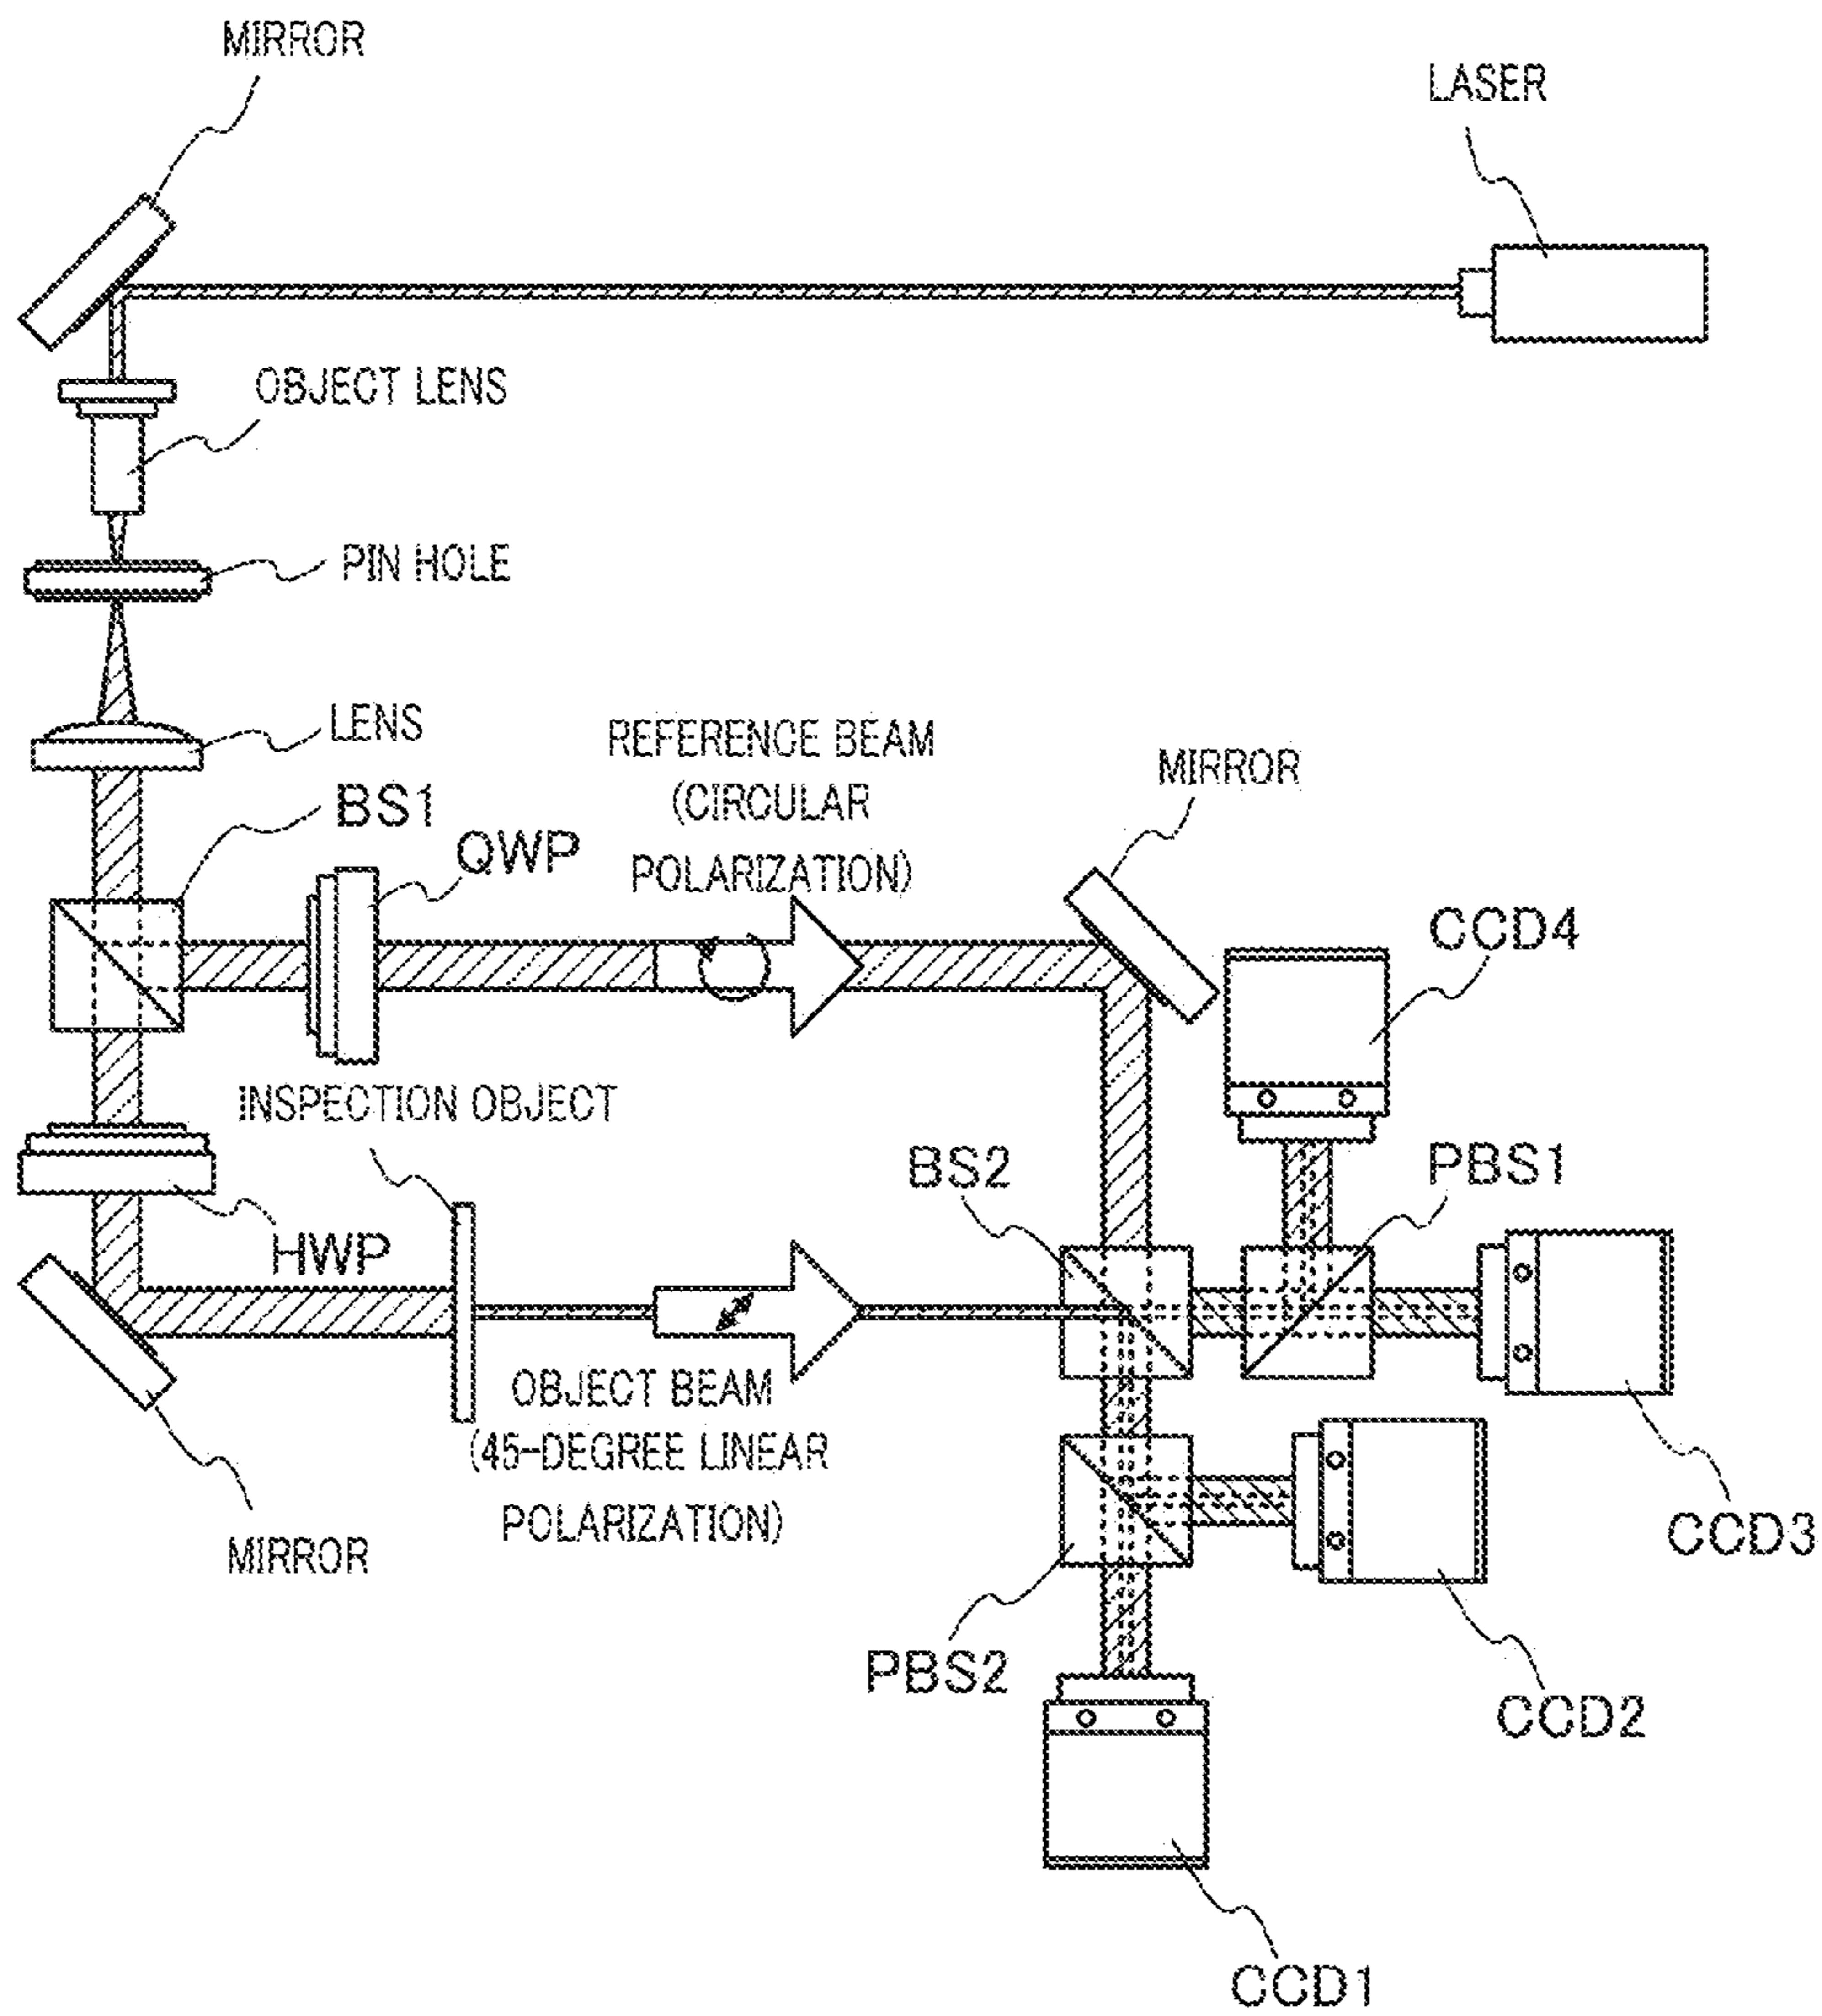 MIRROR
LASER
OBJECT LENS
PIN HOLE
LENS
REFERENCE BEAM
(CIRCULAR
POLARIZATION)
MIRROR
BS1
QWP
CCD4
INSPECTION OBJECT
BS2
PBS1
HWP
OBJECT BEAM
(45-DEGREE LINEAR
POLARIZATION)
MIRROR
CCD3
PBS2
CCD2
CCD1